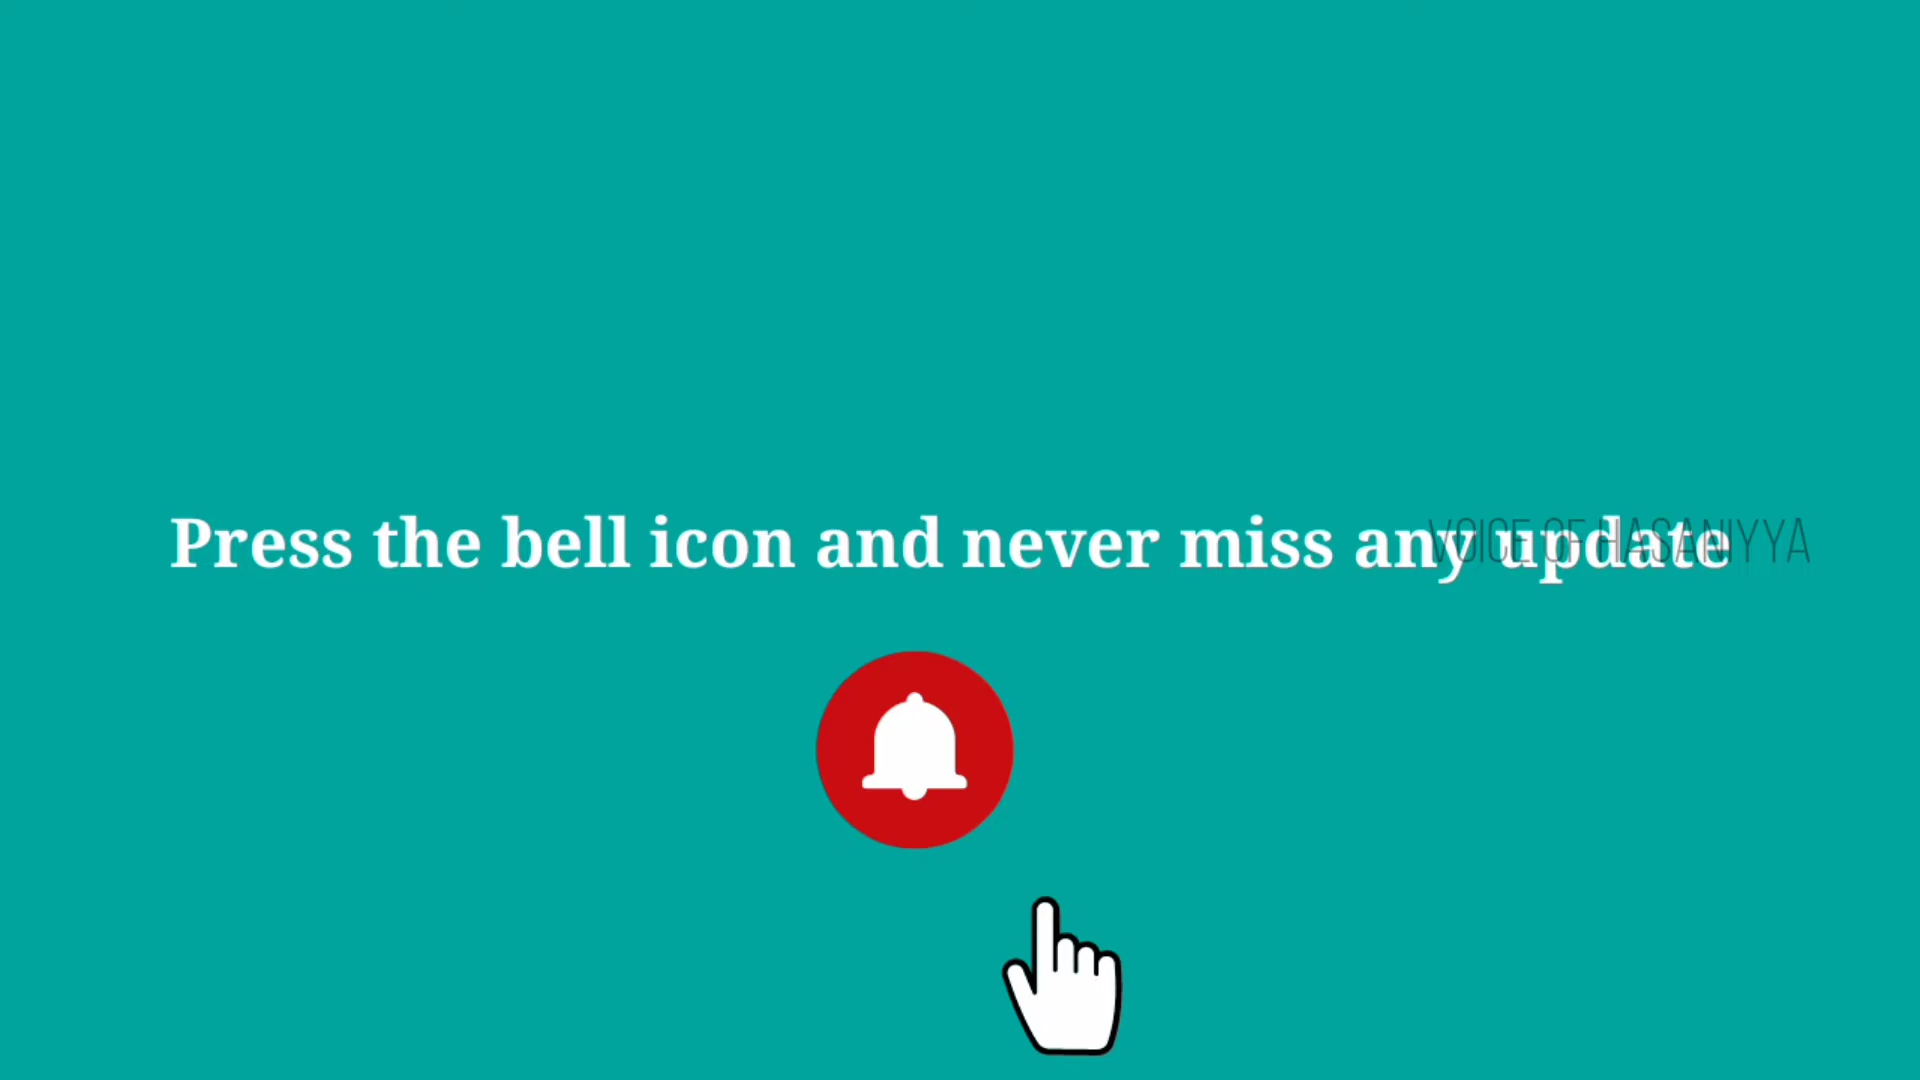 Press the bell icon and never miss any update
VOICE OF HASANIYYA